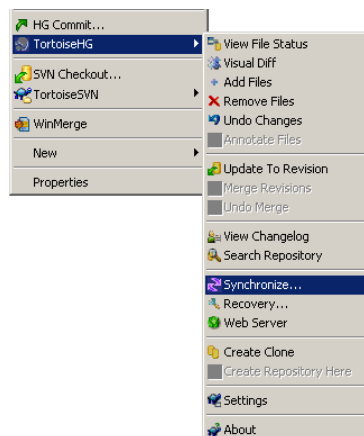 HG Commit...
TortoiseHG
SVN Checkout...
TortoiseSVN
WinMerge
New
Properties
View File Status
Visual Diff
Add Files
Remove Files
Undo Changes
Annotate Files
Update To Revision
Merge Revisions
Undo Merge
View Changelog
Search Repository
Synchronize...
Recovery...
Web Server
Create Clone
Create Repository Here
Settings
About